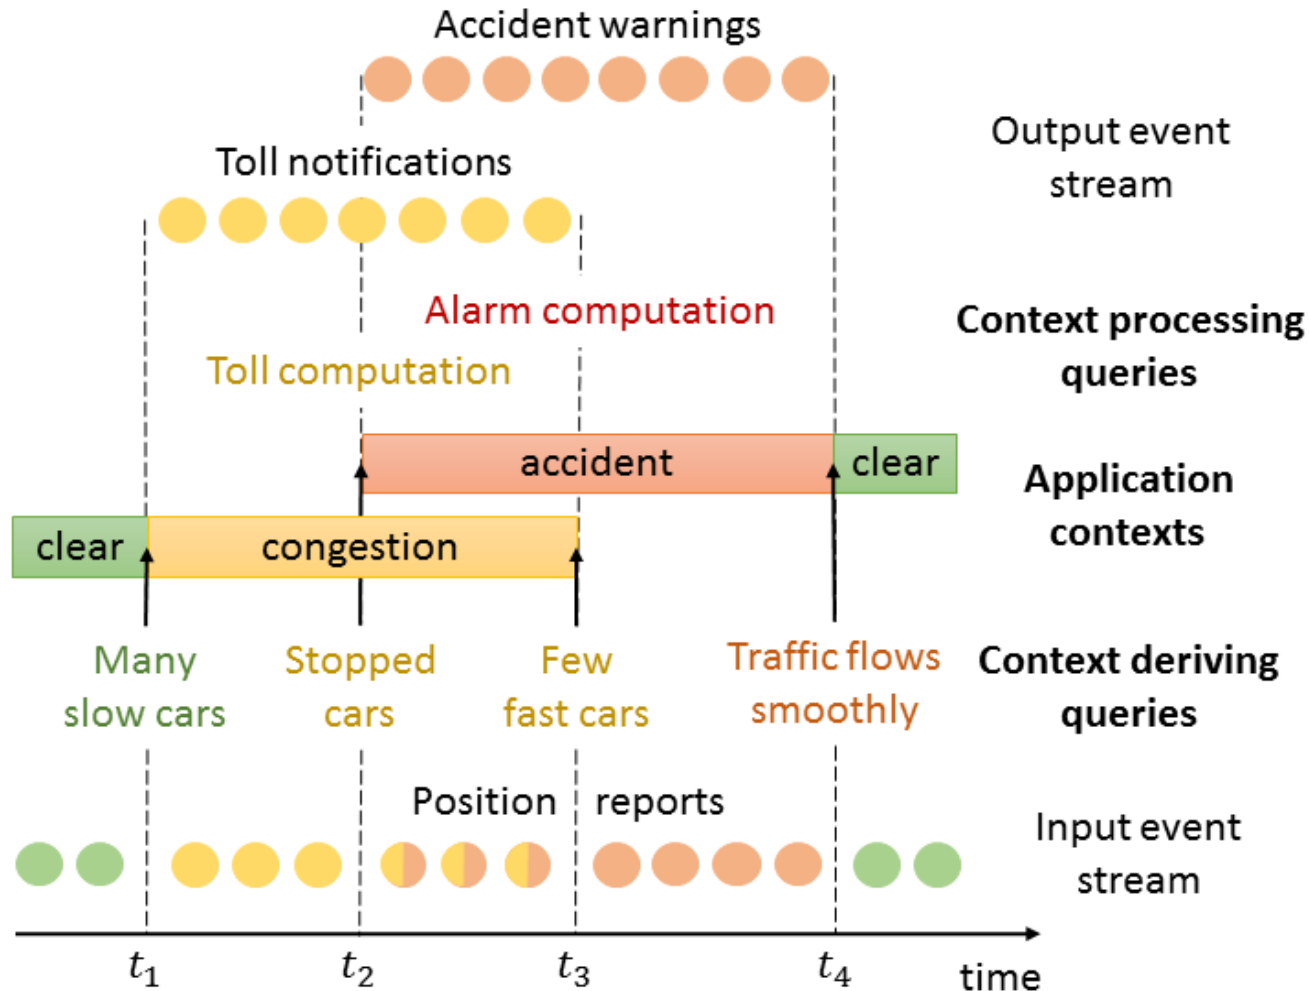 Accident warnings
Output event
stream
Toll notifications
Alarm computation
Context processing
queries
Toll computation
accident
clear
Application
contexts
clear
congestion
Many
slow cars
Stopped
cars
Few
fast cars
Traffic flows
smoothly
Context deriving
queries
Position reports
Input event
stream
t₁
t₂
t₃
t₄
time